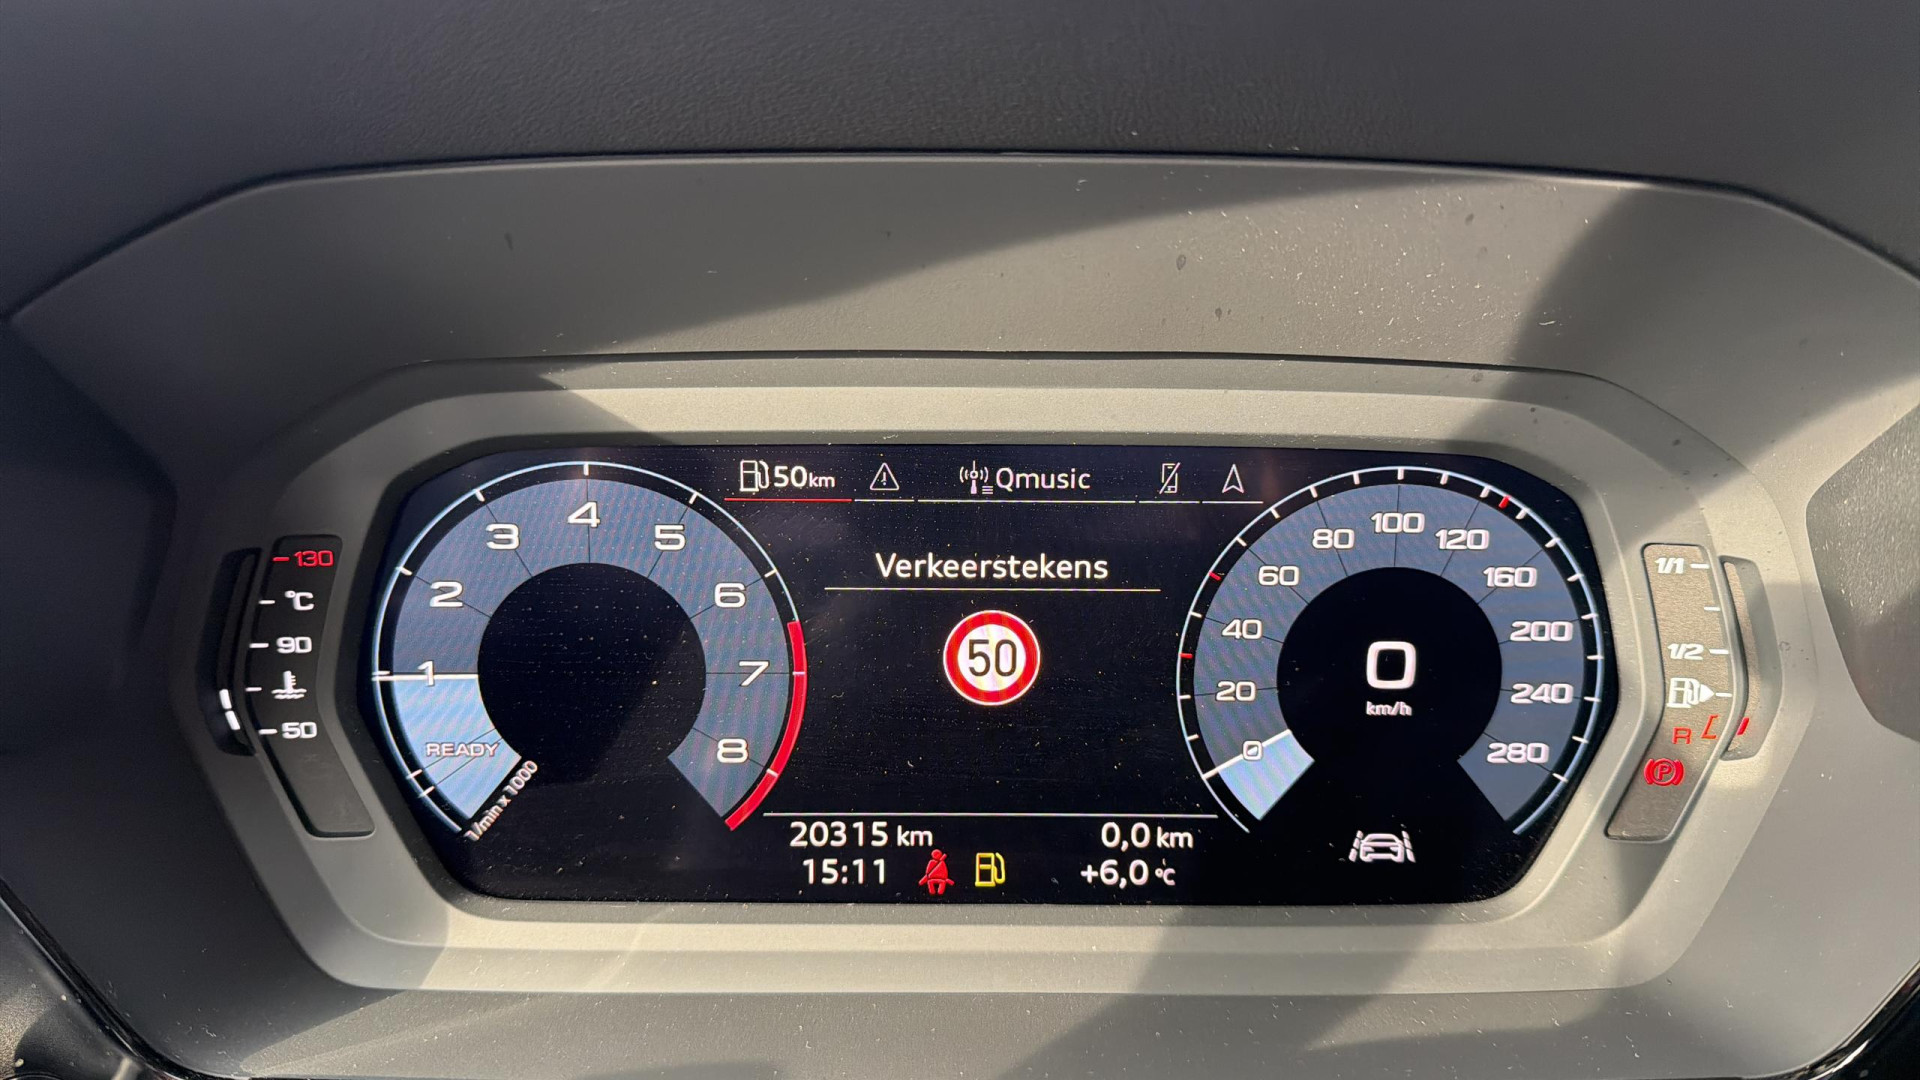 50 km
Qmusic
Verkeerstekens
50
130
°C
90
50
1
2
3
4
5
6
7
8
READY
1/min x 1000
0
20
40
60
80
100
120
160
200
240
280
0
km/h
1/1
1/2
R
P
20315 km
0,0 km
15:11
+6,0 °C